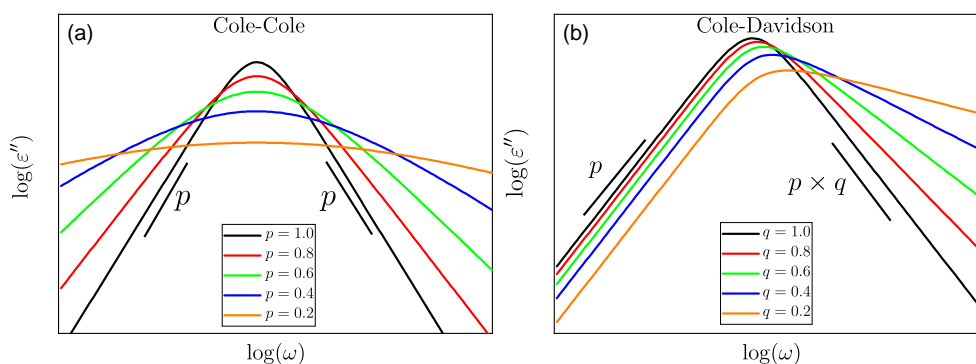 (a)
Cole-Cole
log(ε″)
p
p
p = 1.0
p = 0.8
p = 0.6
p = 0.4
p = 0.2
log(ω)
(b)
Cole-Davidson
log(ε″)
p
p × q
q = 1.0
q = 0.8
q = 0.6
q = 0.4
q = 0.2
log(ω)